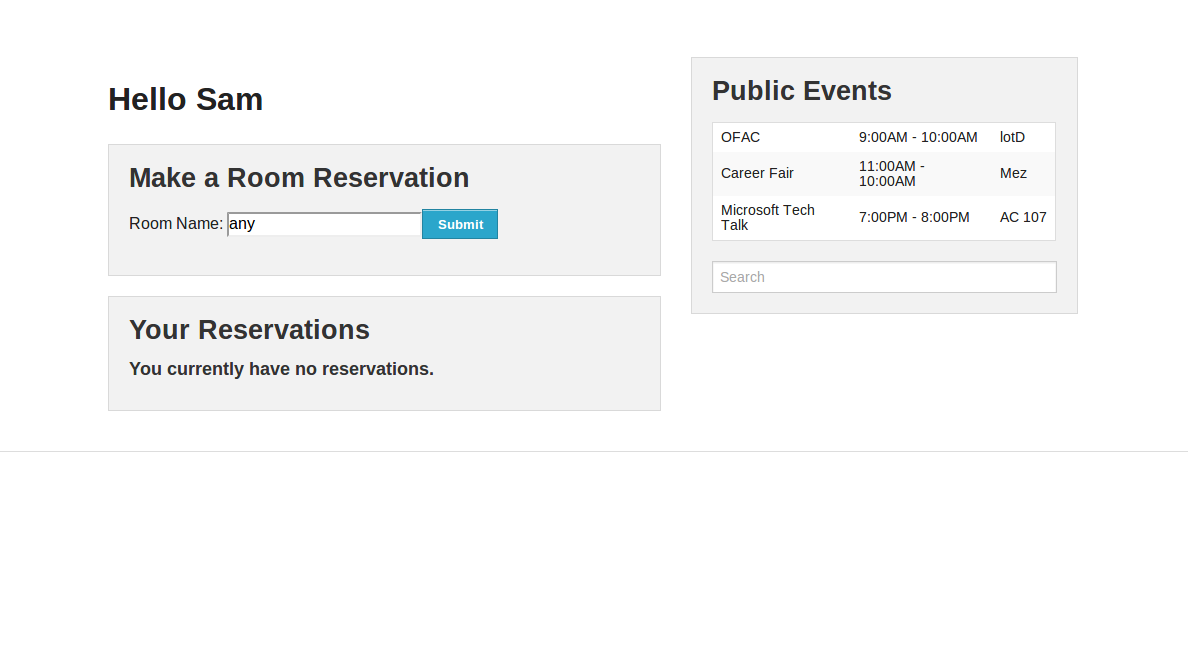 Hello Sam
Make a Room Reservation
Room Name: any Submit
Your Reservations
You currently have no reservations.
Public Events
OFAC 9:00AM - 10:00AM lotD
Career Fair 11:00AM - 10:00AM Mez
Microsoft Tech Talk 7:00PM - 8:00PM AC 107
Search